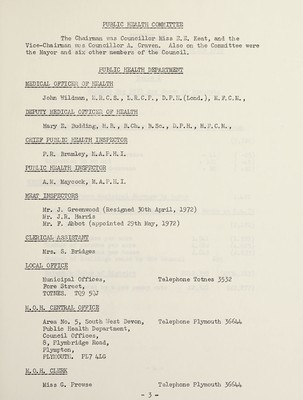 PUBLIC HEALTH COMMITTEE
The Chairman was Councillor Miss E.E. Kent, and the
Vice-Chairman was Councillor A. Craven. Also on the Committee were
the Mayor and six other members of the Council.
PUBLIC HEALTH DEPARTMENT
MEDICAL OFFICER OF HEALTH
John Wildman, M.R.C.S., L.R.C.P., D.P.H.(Lond.), M.F.C.M.,
DEPUTY MEDICAL OFFICER OF HEALTH
Mary E. Budding, M.B., B.Ch., B.Sc., D.P.H., M.F.C.M.,
CHIEF PUBLIC HEALTH INSPECTOR
F.R. Brumley, M.A.P.H.I.
PUBLIC HEALTH INSPECTOR
A.M. Maycock, M.A.P.H.I.
MEAT INSPECTORS
Mr. J. Greenwood (Resigned 30th April, 1972)
Mr. J.R. Harris
Mr. F. Abbot (appointed 29th May, 1972)
CLERICAL ASSISTANT
Mrs. S. Bridges
LOCAL OFFICE
Municipal Offices, Telephone Totnes 3532
Fore Street,
TOTNES. TQ9 5QJ
M.O.H. CENTRAL OFFICE
Area No. 5, South West Devon, Telephone Plymouth 36644
Public Health Department,
Council Offices,
8, Plymbridge Road,
Plympton,
PLYMOUTH. PL7 4LG
M.O.H. CLERK
Miss G. Prowse Telephone Plymouth 36644
- 3 -